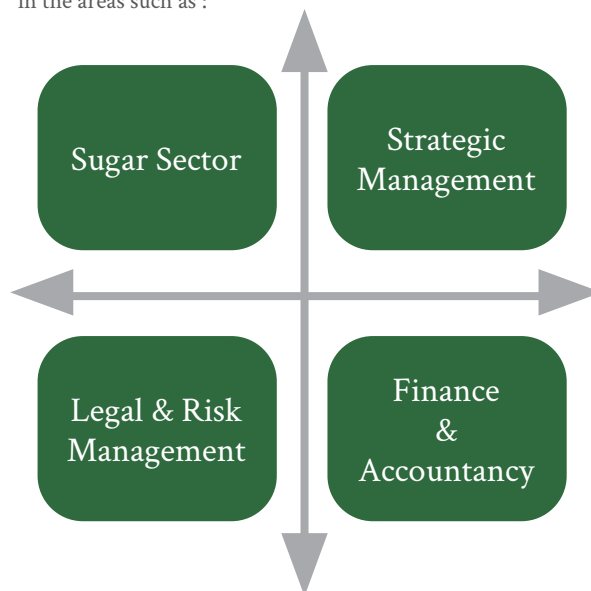 in the areas such as :
Sugar Sector
Strategic
Management
Legal & Risk
Management
Finance
&
Accountancy